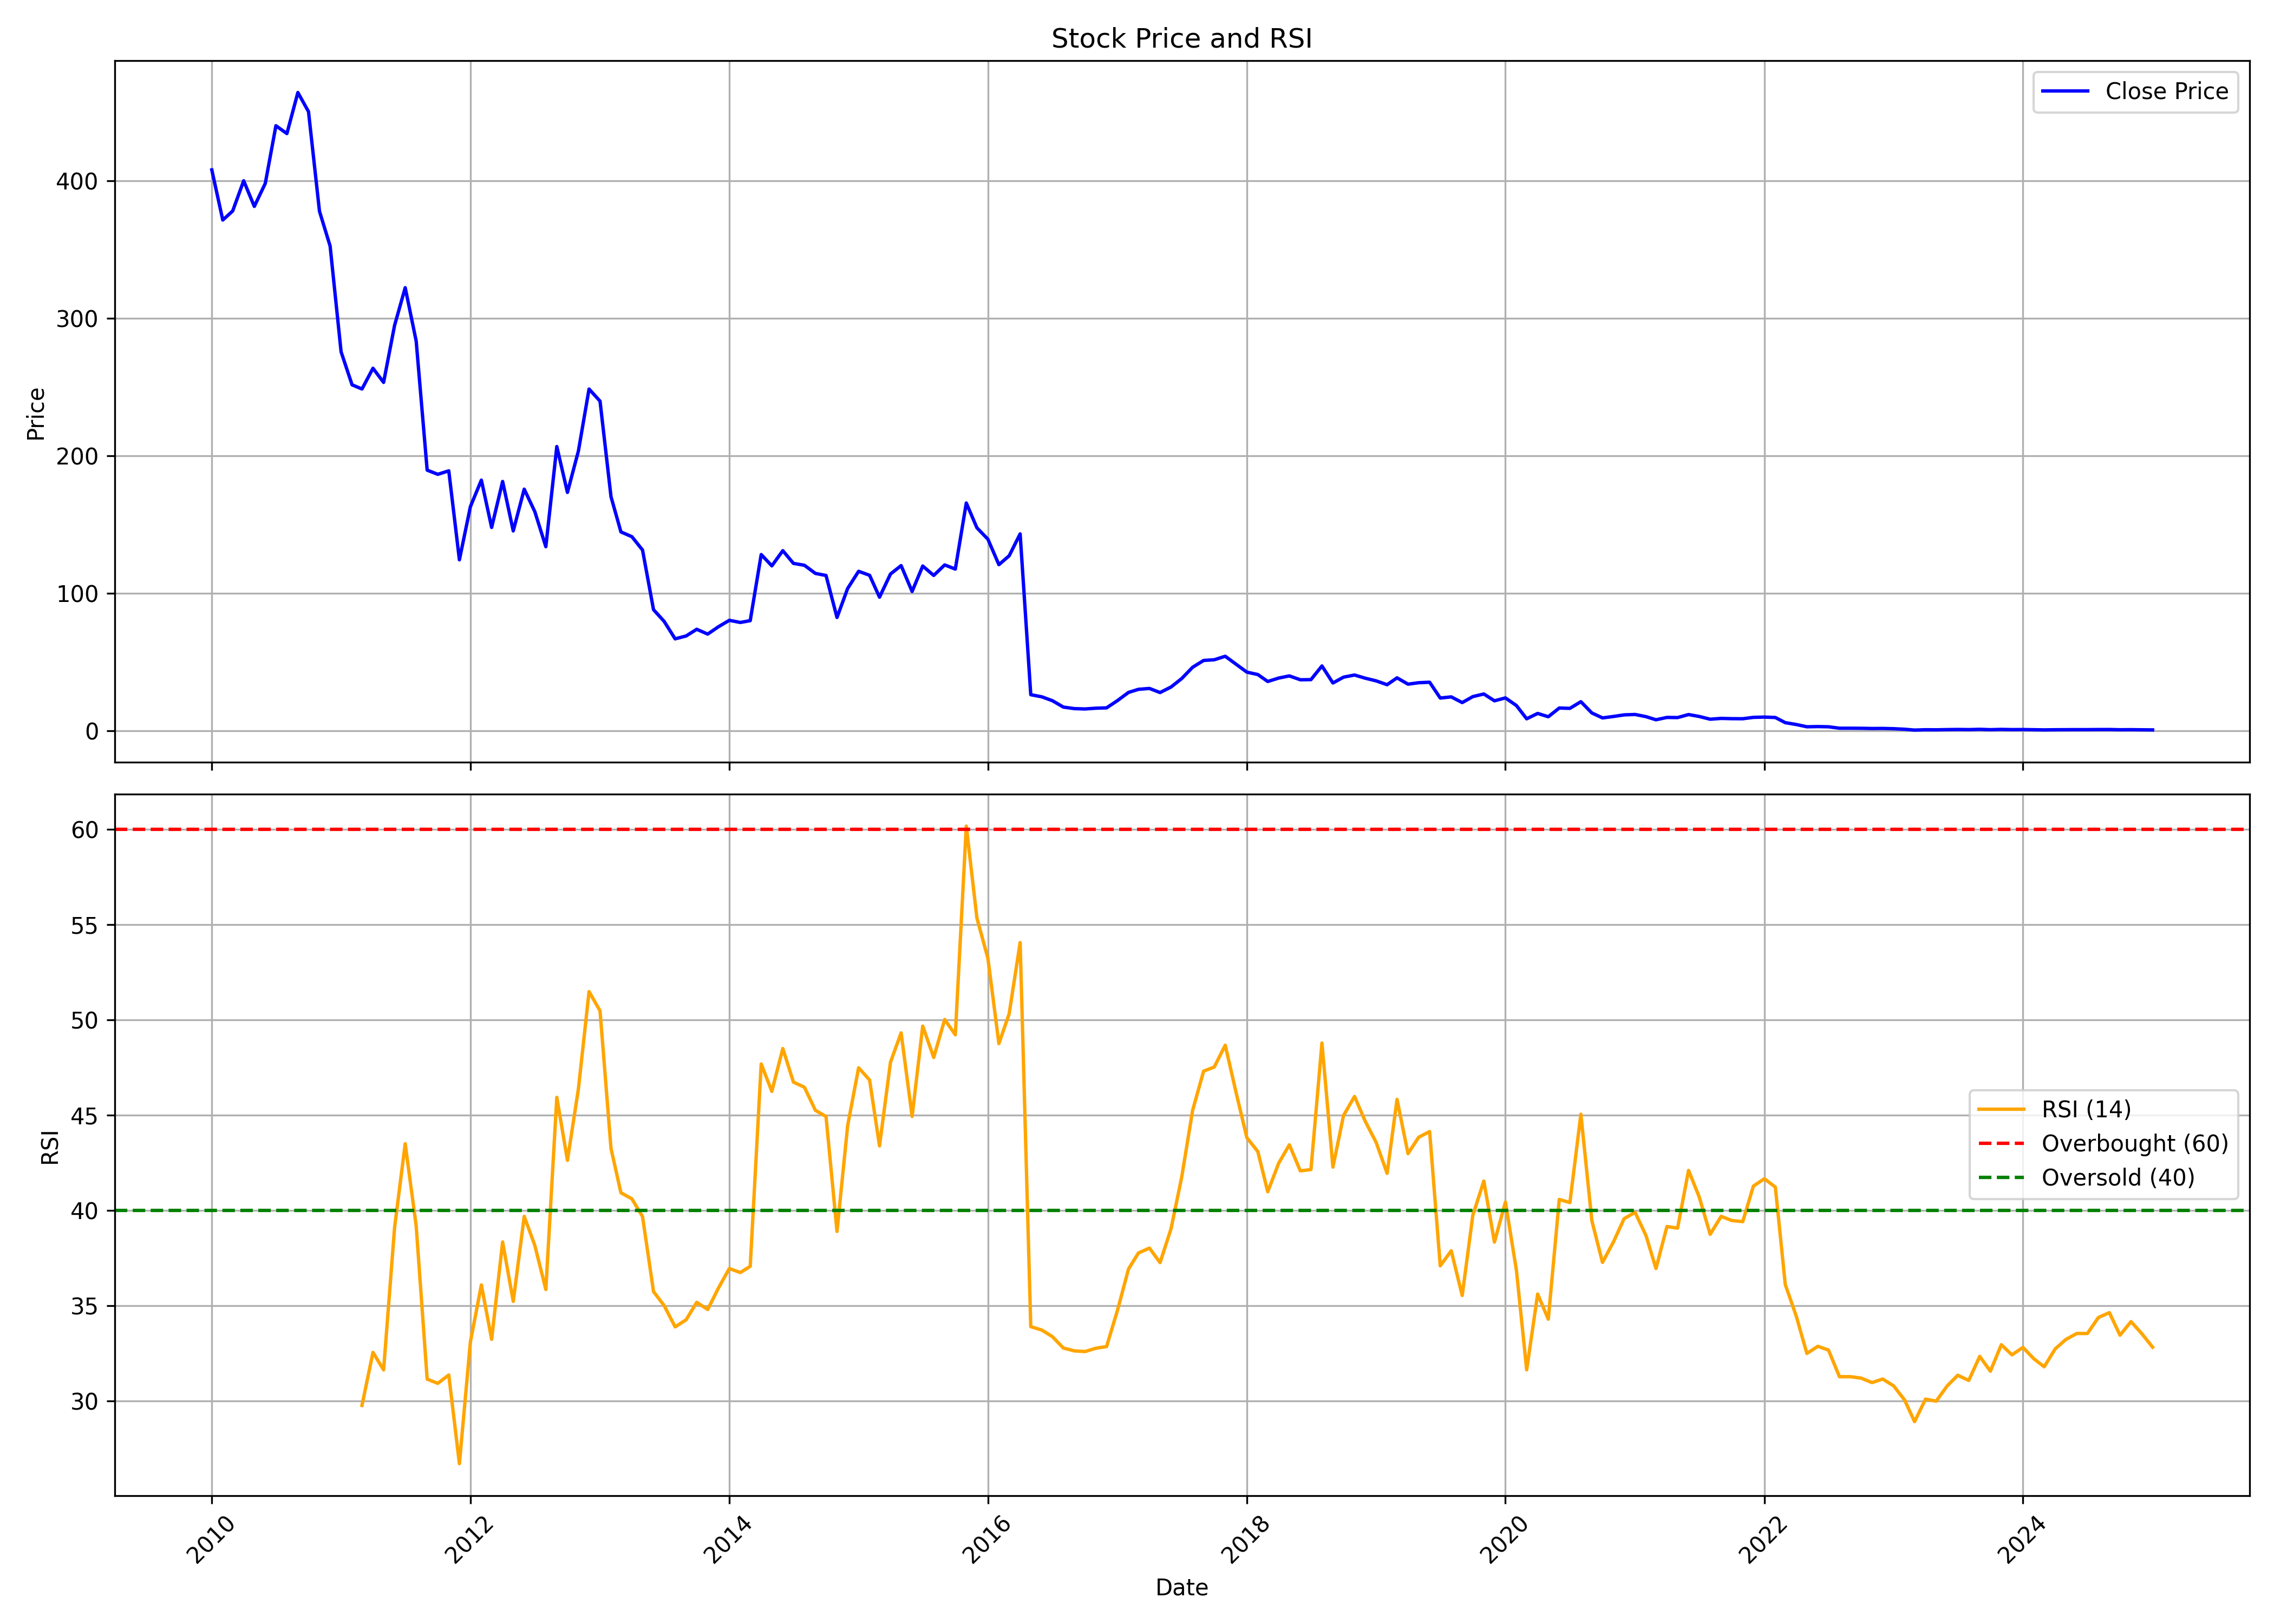 Stock Price and RSI
Close Price
Price
400
300
200
100
0
60
55
50
45
40
35
30
RSI
RSI (14)
Overbought (60)
Oversold (40)
2010
2012
2014
2016
2018
2020
2022
2024
Date